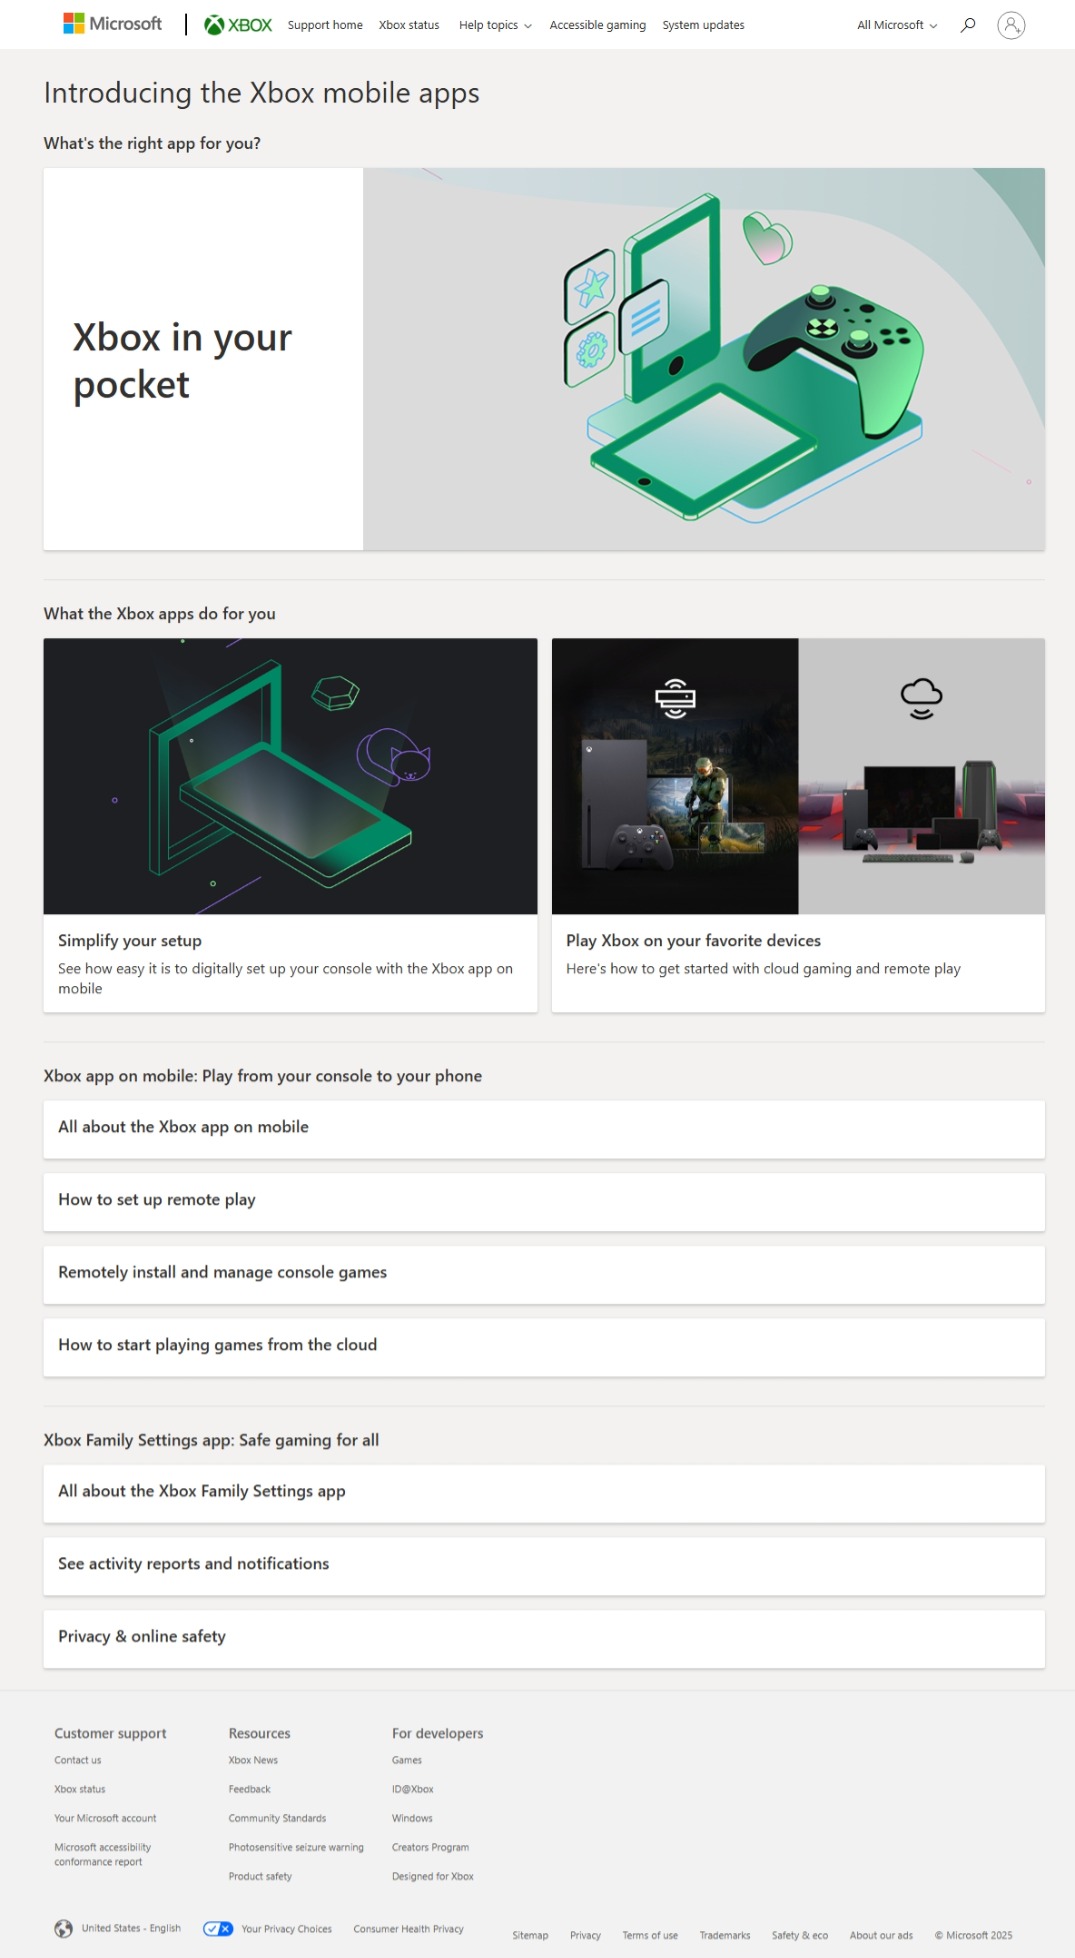 Microsoft XBOX Support home Xbox status Help topics Accessible gaming System updates All Microsoft
Introducing the Xbox mobile apps
What's the right app for you?
Xbox in your
pocket
What the Xbox apps do for you
Simplify your setup
See how easy it is to digitally set up your console with the Xbox app on
mobile
Play Xbox on your favorite devices
Here's how to get started with cloud gaming and remote play
Xbox app on mobile: Play from your console to your phone
All about the Xbox app on mobile
How to set up remote play
Remotely install and manage console games
How to start playing games from the cloud
Xbox Family Settings app: Safe gaming for all
All about the Xbox Family Settings app
See activity reports and notifications
Privacy & online safety
Customer support
Contact us
Xbox status
Your Microsoft account
Microsoft accessibility
conformance report
Resources
Xbox News
Feedback
Community Standards
Photosensitive seizure warning
Product safety
For developers
Games
ID@Xbox
Windows
Creators Program
Designed for Xbox
United States - English Your Privacy Choices Consumer Health Privacy
Sitemap Privacy Terms of use Trademarks Safety & eco About our ads © Microsoft 2025